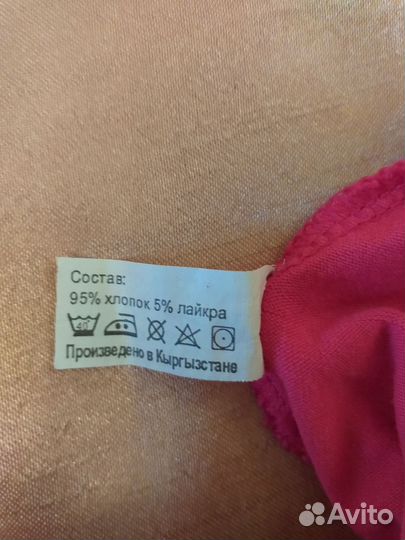 Состав:
95% хлопок 5% лайкра
40
Произведено в Кыргызстане
Avito